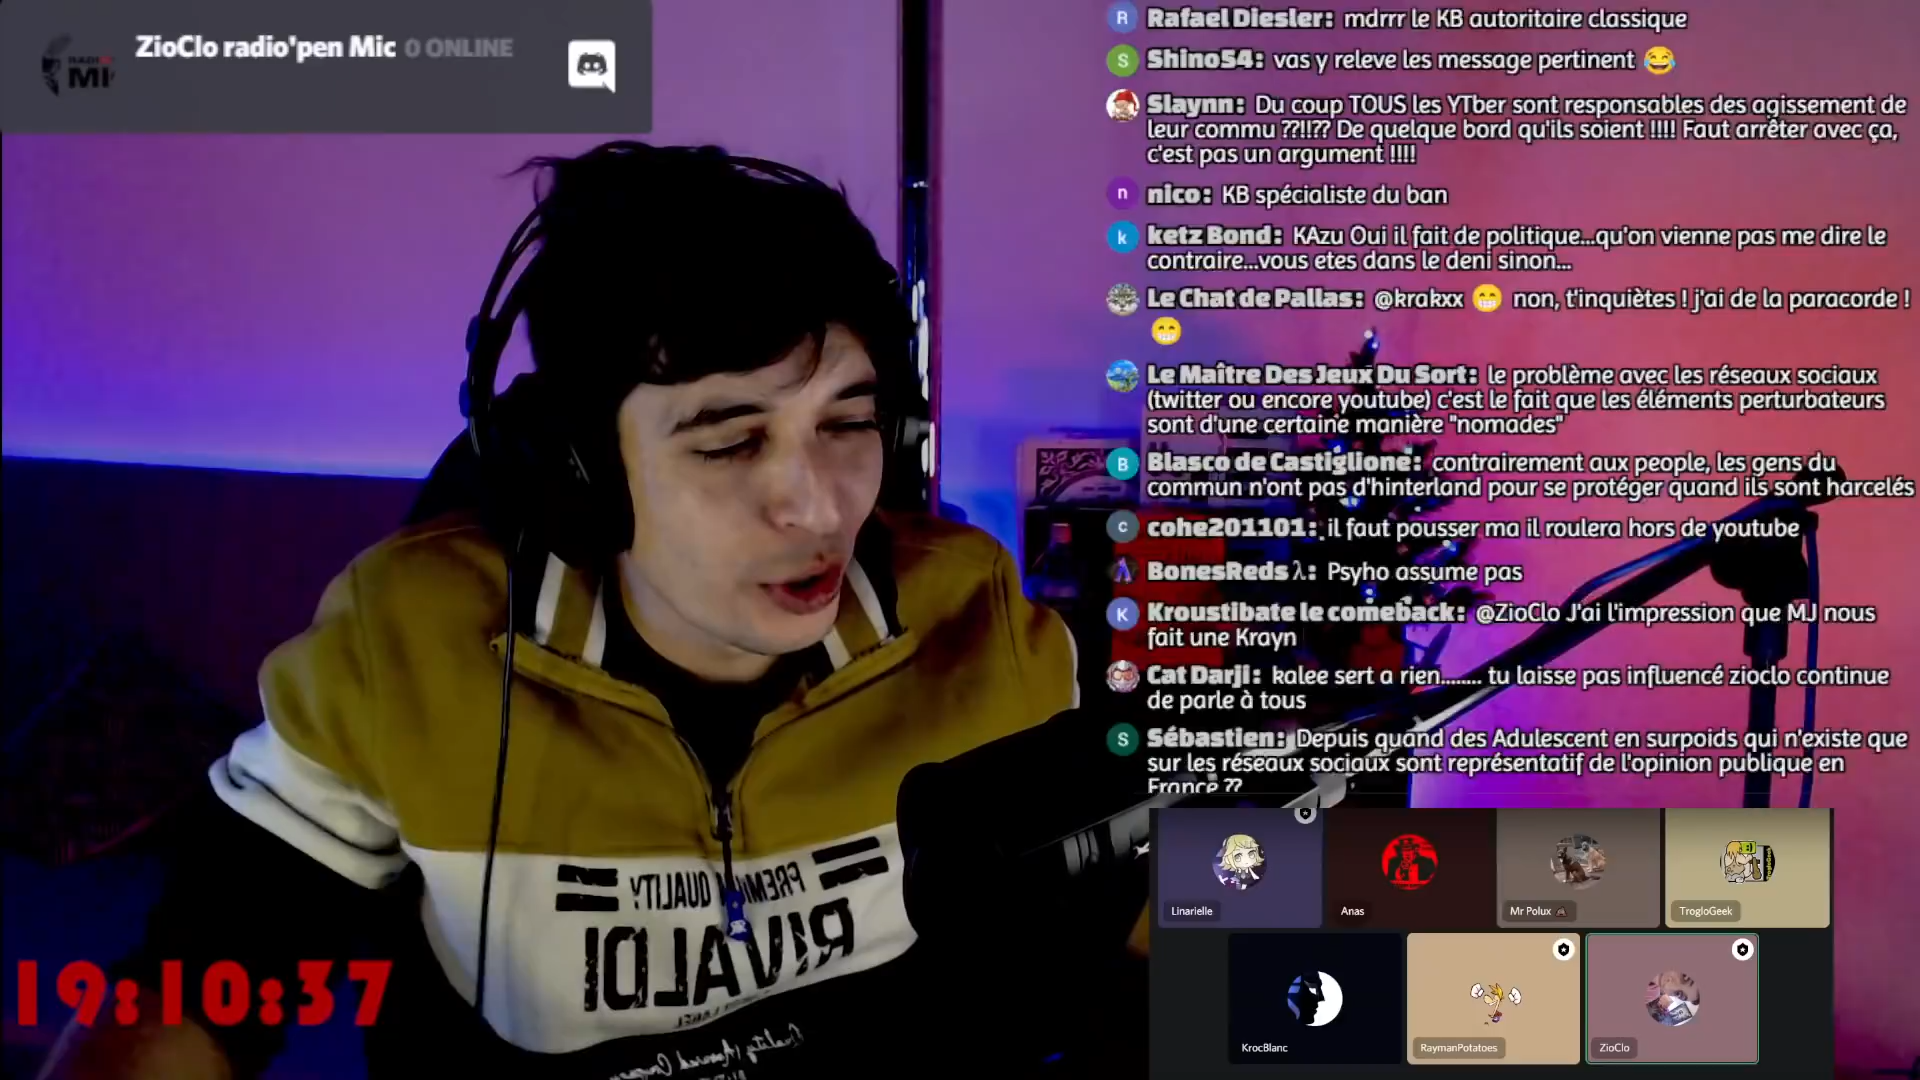 ZioClo radio'pen Mic 0 ONLINE
RADIO
MI
Rafael Diesler: mdrrr le KB autoritaire classique
Shino54: vas y releve les message pertinent 😂
Slaynn: Du coup TOUS les YTber sont responsables des agissement de
leur commu ??!!?? De quelque bord qu'ils soient !!!! Faut arrêter avec ça,
c'est pas un argument !!!!
nico: KB spécialiste du ban
ketz Bond: KAzu Oui il fait de politique...qu'on vienne pas me dire le
contraire...vous etes dans le deni sinon...
Le Chat de Pallas: @krakxx 😁 non, t'inquiètes ! j'ai de la paracorde !
😁
Le Maître Des Jeux Du Sort: le problème avec les réseaux sociaux
(twitter ou encore youtube) c'est le fait que les éléments perturbateurs
sont d'une certaine manière "nomades"
Blasco de Castiglione: contrairement aux people, les gens du
commun n'ont pas d'hinterland pour se protéger quand ils sont harcelés
cohe201101: il faut pousser ma il roulera hors de youtube
BonesReds λ: Psyho assume pas
Kroustibate le comeback: @ZioClo J'ai l'impression que MJ nous
fait une Krayn
Cat Darji: kalee sert a rien........ tu laisse pas influencé zioclo continue
de parle à tous
Sébastien: Depuis quand des Adulescent en surpoids qui n'existe que
sur les réseaux sociaux sont représentatif de l'opinion publique en
France ??
PREMIUM QUALITY
RIVALDI
LABEL
19:10:37
Linarielle
Anas
Mr Polux
TrogloGeek
KrocBlanc
RaymanPotatoes
ZioClo